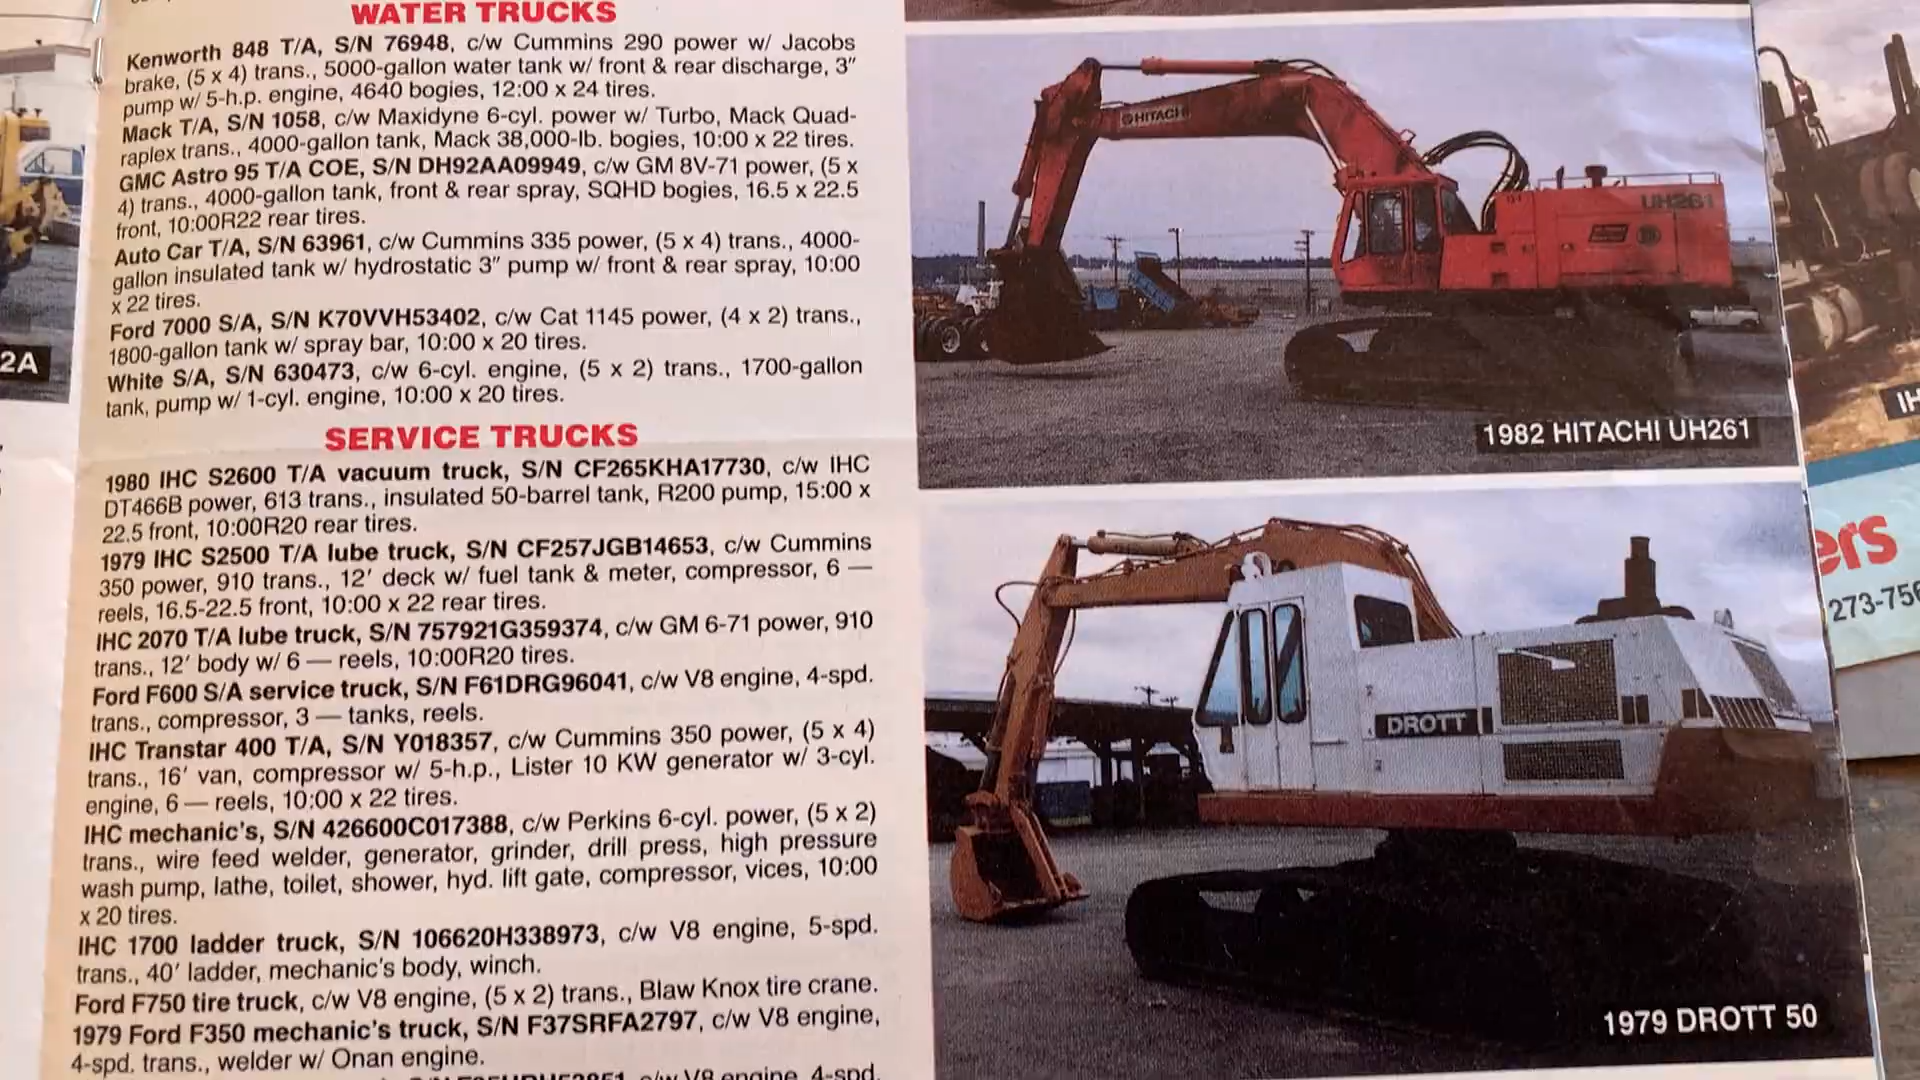 WATER TRUCKS
Kenworth 848 T/A, S/N 76948, c/w Cummins 290 power w/ Jacobs
brake, (5 x 4) trans., 5000-gallon water tank w/ front & rear discharge, 3″
pump w/ 5-h.p. engine, 4640 bogies, 12:00 x 24 tires.
Mack T/A, S/N 1058, c/w Maxidyne 6-cyl. power w/ Turbo, Mack Quad-
raplex trans., 4000-gallon tank, Mack 38,000-lb. bogies, 10:00 x 22 tires.
GMC Astro 95 T/A COE, S/N DH92AA09949, c/w GM 8V-71 power, (5 x
4) trans., 4000-gallon tank, front & rear spray, SQHD bogies, 16.5 x 22.5
front, 10:00R22 rear tires.
Auto Car T/A, S/N 63961, c/w Cummins 335 power, (5 x 4) trans., 4000-
gallon insulated tank w/ hydrostatic 3″ pump w/ front & rear spray, 10:00
x 22 tires.
Ford 7000 S/A, S/N K70VVH53402, c/w Cat 1145 power, (4 x 2) trans.,
1800-gallon tank w/ spray bar, 10:00 x 20 tires.
White S/A, S/N 630473, c/w 6-cyl. engine, (5 x 2) trans., 1700-gallon
tank, pump w/ 1-cyl. engine, 10:00 x 20 tires.
SERVICE TRUCKS
1980 IHC S2600 T/A vacuum truck, S/N CF265KHA17730, c/w IHC
DT466B power, 613 trans., insulated 50-barrel tank, R200 pump, 15:00 x
22.5 front, 10:00R20 rear tires.
1979 IHC S2500 T/A lube truck, S/N CF257JGB14653, c/w Cummins
350 power, 910 trans., 12′ deck w/ fuel tank & meter, compressor, 6 —
reels, 16.5-22.5 front, 10:00 x 22 rear tires.
IHC 2070 T/A lube truck, S/N 757921G359374, c/w GM 6-71 power, 910
trans., 12′ body w/ 6 — reels, 10:00R20 tires.
Ford F600 S/A service truck, S/N F61DRG96041, c/w V8 engine, 4-spd.
trans., compressor, 3 — tanks, reels.
IHC Transtar 400 T/A, S/N Y018357, c/w Cummins 350 power, (5 x 4)
trans., 16′ van, compressor w/ 5-h.p., Lister 10 KW generator w/ 3-cyl.
engine, 6 — reels, 10:00 x 22 tires.
IHC mechanic's, S/N 426600C017388, c/w Perkins 6-cyl. power, (5 x 2)
trans., wire feed welder, generator, grinder, drill press, high pressure
wash pump, lathe, toilet, shower, hyd. lift gate, compressor, vices, 10:00
x 20 tires.
IHC 1700 ladder truck, S/N 106620H338973, c/w V8 engine, 5-spd.
trans., 40′ ladder, mechanic's body, winch.
Ford F750 tire truck, c/w V8 engine, (5 x 2) trans., Blaw Knox tire crane.
1979 Ford F350 mechanic's truck, S/N F37SRFA2797, c/w V8 engine,
4-spd. trans., welder w/ Onan engine.
c/w V8 engine, 4-spd.
2A
HITACHI
UH261
1982 HITACHI UH261
DROTT
1979 DROTT 50
IH
ers
273-756